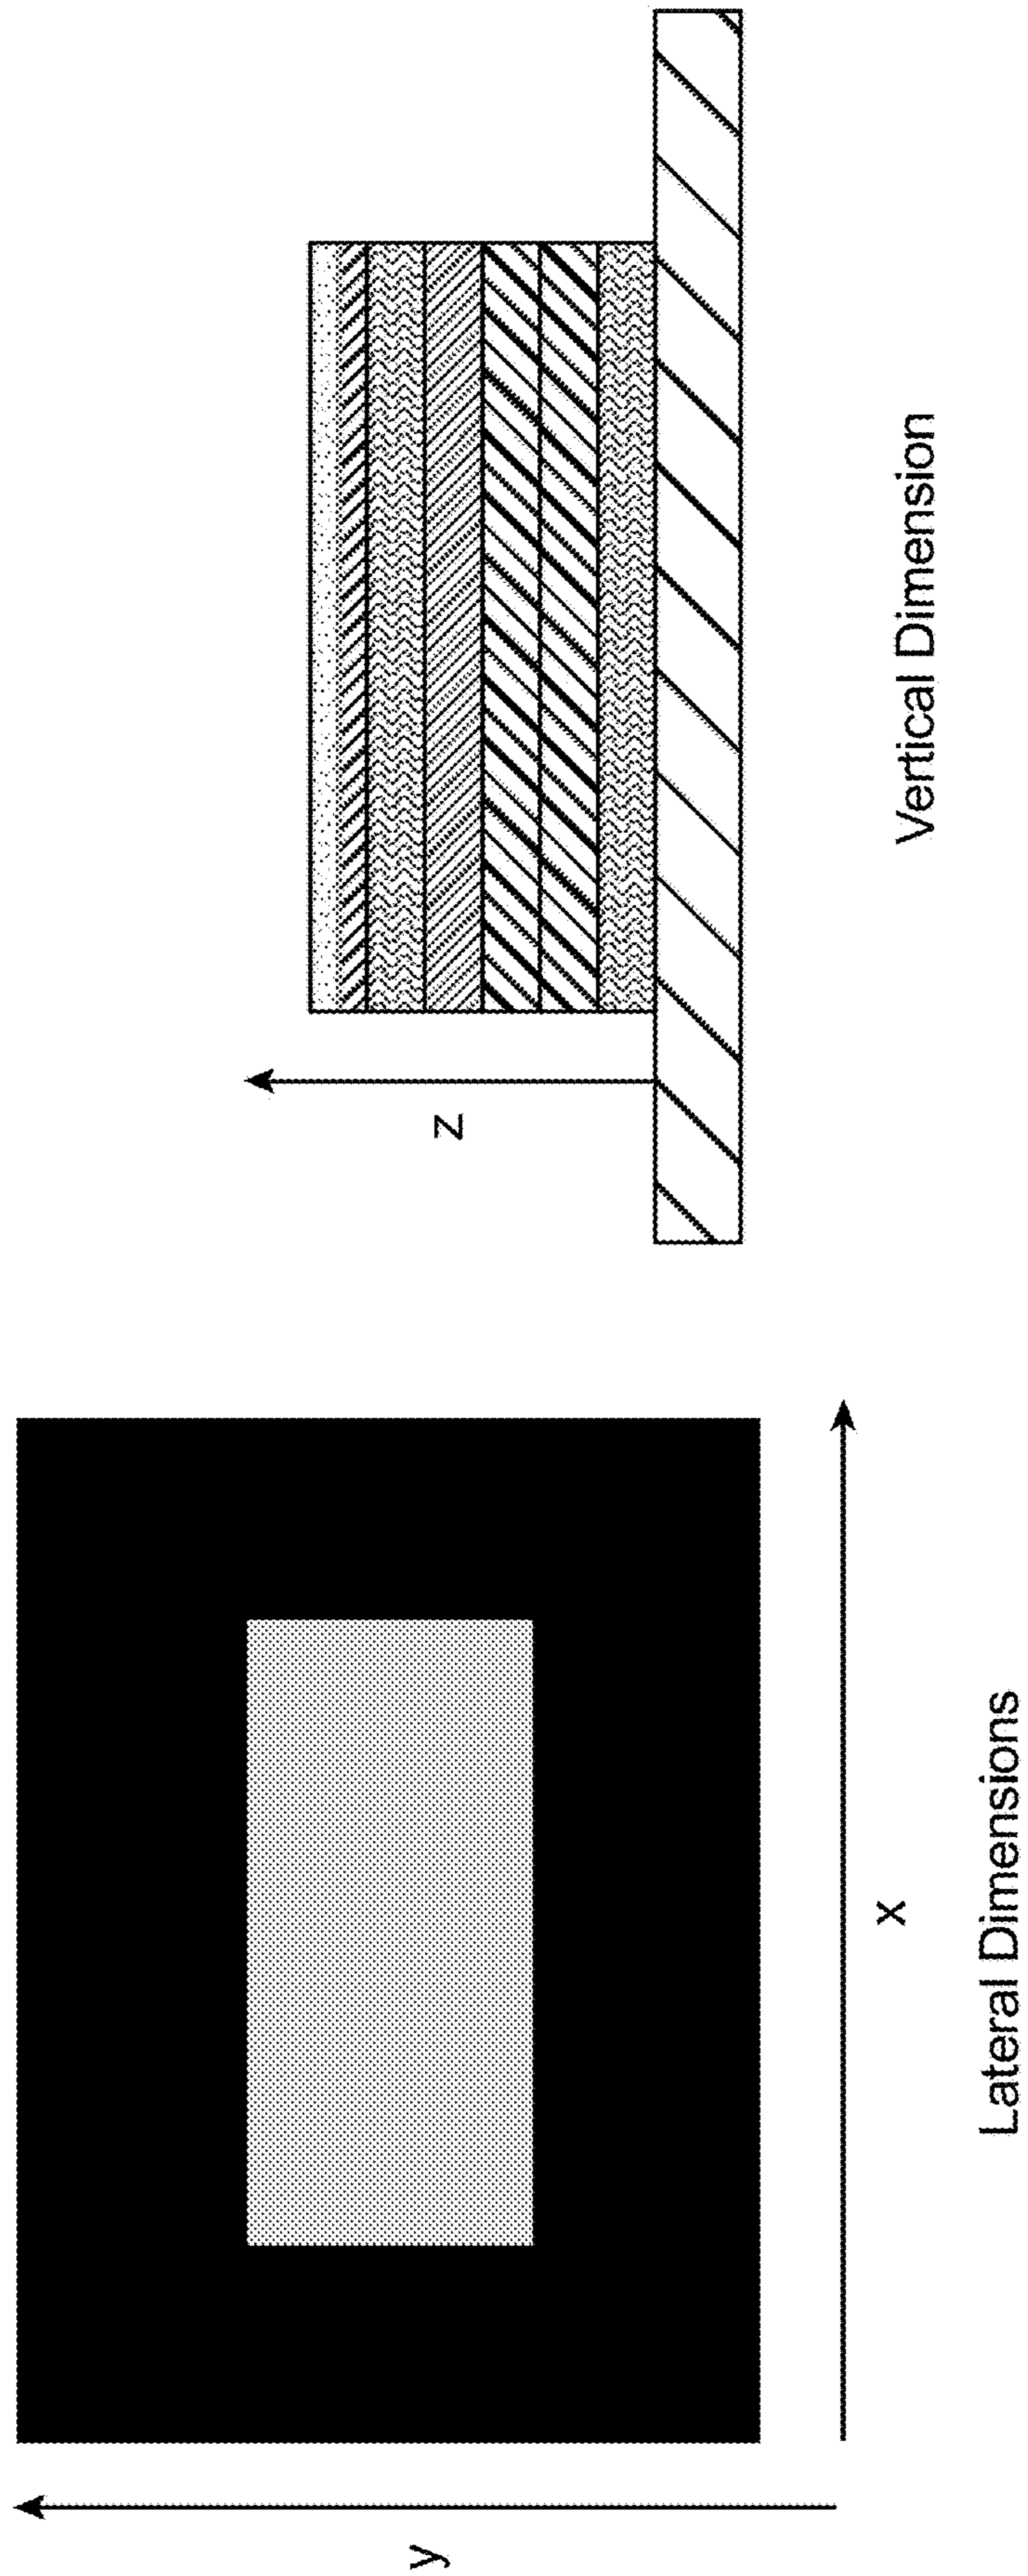 y
x
Lateral Dimensions
z
Vertical Dimension